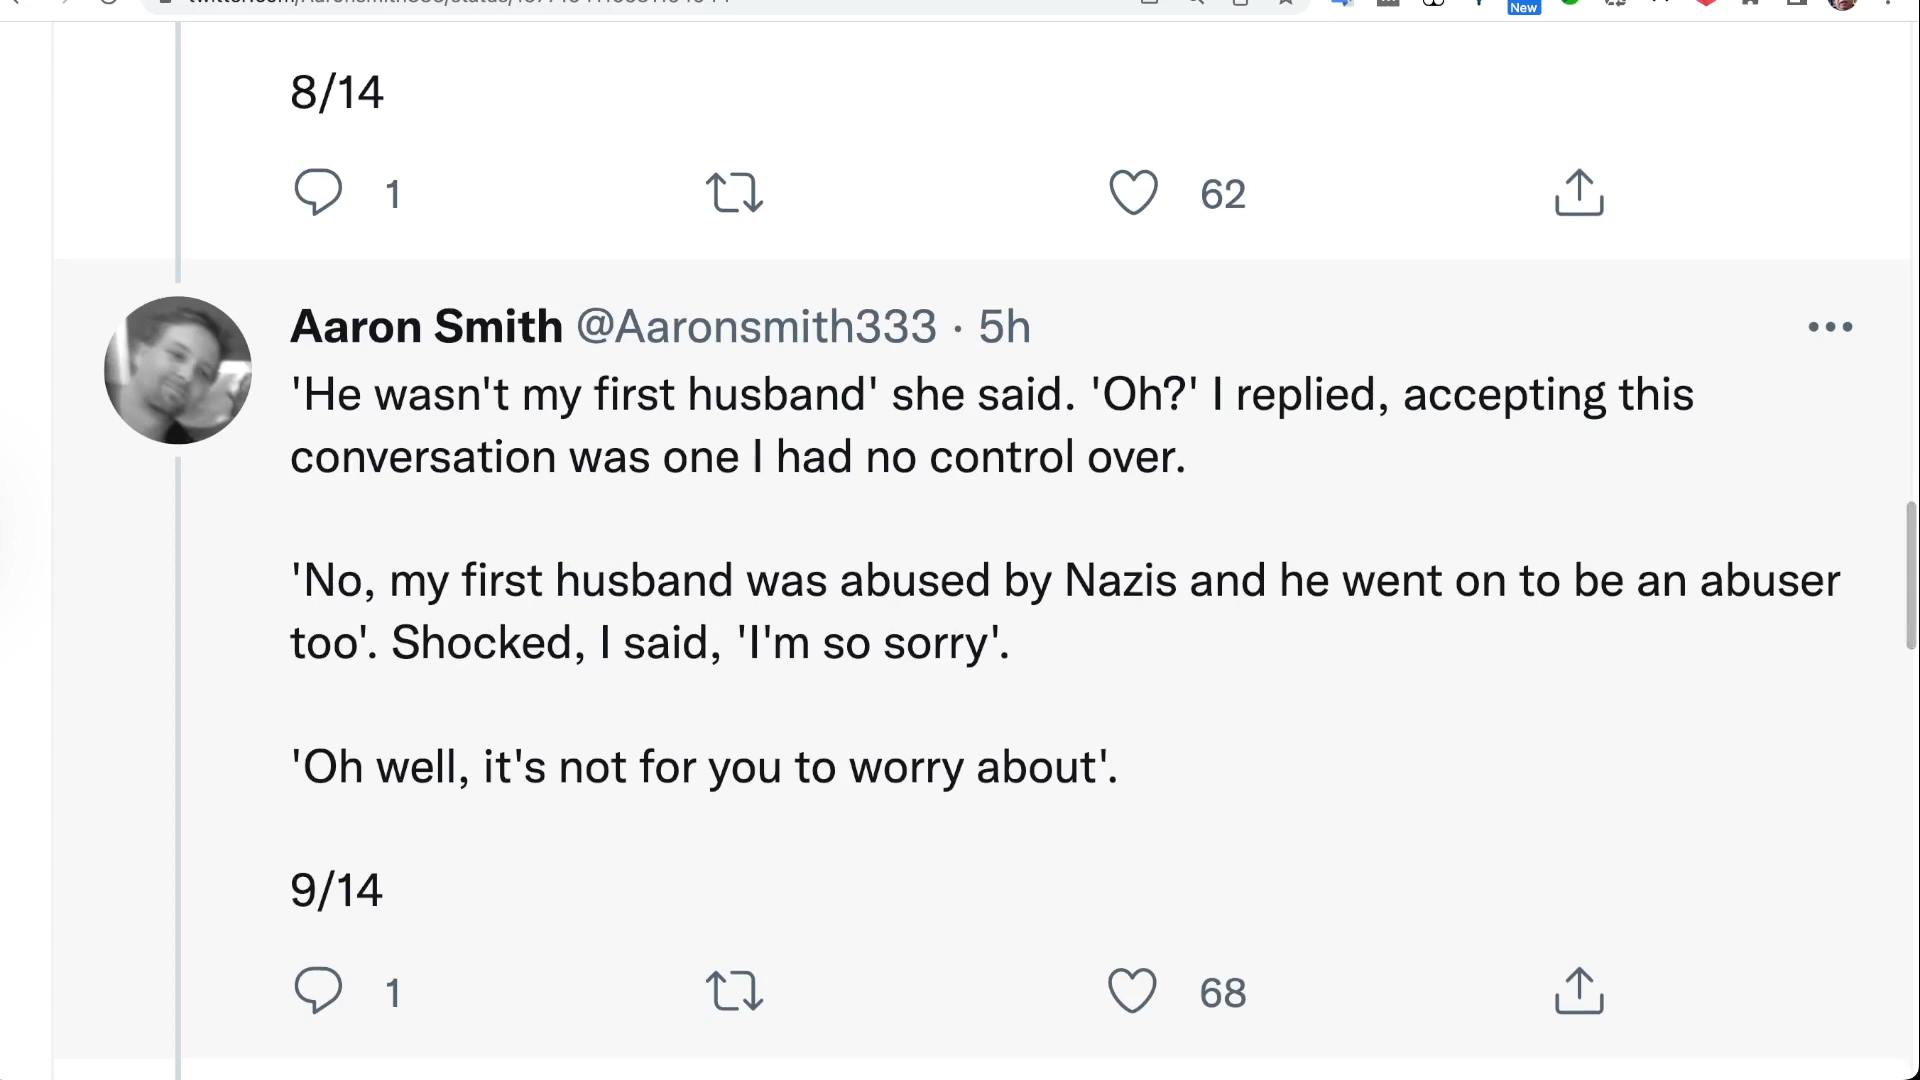 New
8/14
1
62
Aaron Smith @Aaronsmith333 · 5h
'He wasn't my first husband' she said. 'Oh?' I replied, accepting this
conversation was one I had no control over.
'No, my first husband was abused by Nazis and he went on to be an abuser
too'. Shocked, I said, 'I'm so sorry'.
'Oh well, it's not for you to worry about'.
9/14
1
68